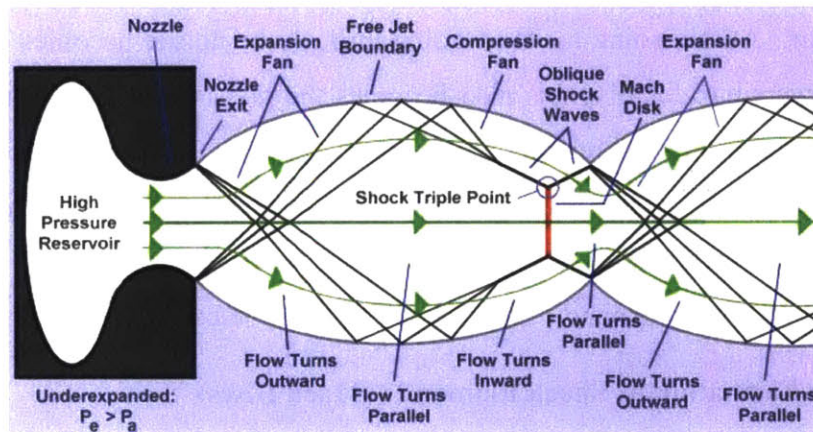 Nozzle
Free Jet
Boundary
Expansion
Fan
Nozzle
Exit
Compression
Fan
Oblique
Shock
Waves
Mach
Disk
Expansion
Fan
High
Pressure
Reservoir
Shock Triple Point
Underexpanded:
Pe > Pa
Flow Turns
Outward
Flow Turns
Parallel
Flow Turns
Inward
Flow Turns
Parallel
Flow Turns
Outward
Flow Turns
Parallel